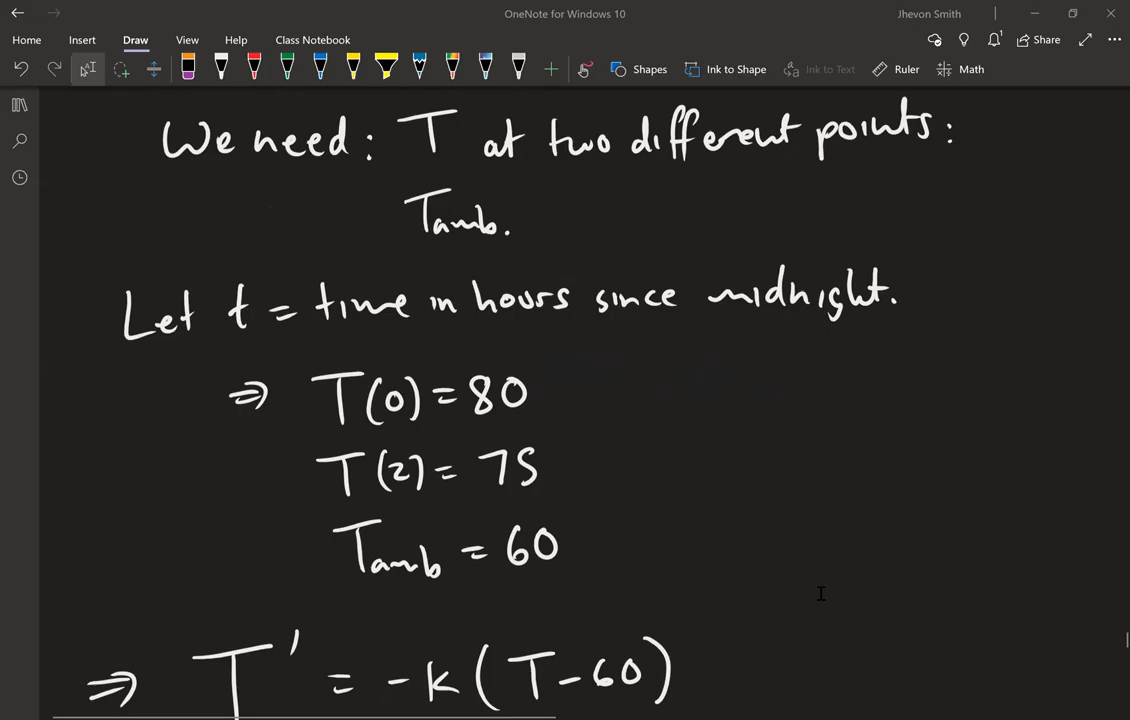 OneNote for Windows 10
Jhevon Smith
Home Insert Draw View Help Class Notebook
Share
Shapes Ink to Shape Ink to Text Ruler Math
We need: T at two different points:
Tamb.
Let t = time in hours since midnight.
⇒ T(0) = 80
T(2) = 75
Tamb = 60
⇒ T' = -k(T-60)